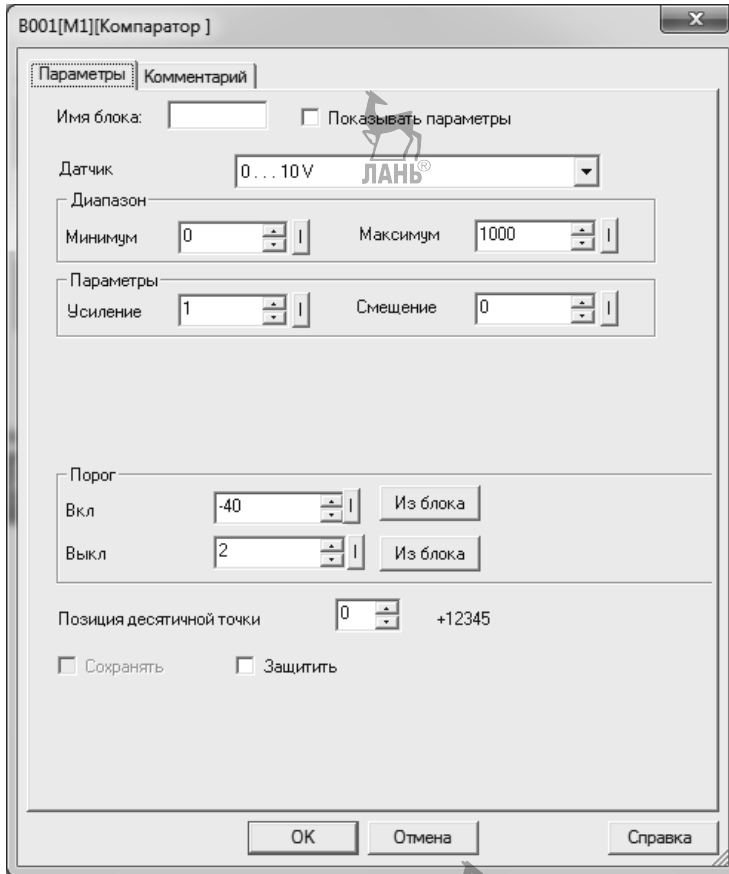 B001[M1][Компаратор ]
x
Параметры Комментарий
Имя блока: Показывать параметры
Датчик 0...10V
ЛАНЬ®
Диапазон
Минимум 0 I Максимум 1000 I
Параметры
Усиление 1 I Смещение 0 I
Порог
Вкл -40 I Из блока
Выкл 2 I Из блока
Позиция десятичной точки 0 +12345
Сохранять Защитить
OK Отмена Справка